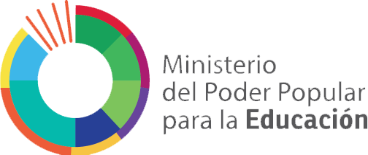 Ministerio
del Poder Popular
para la Educación